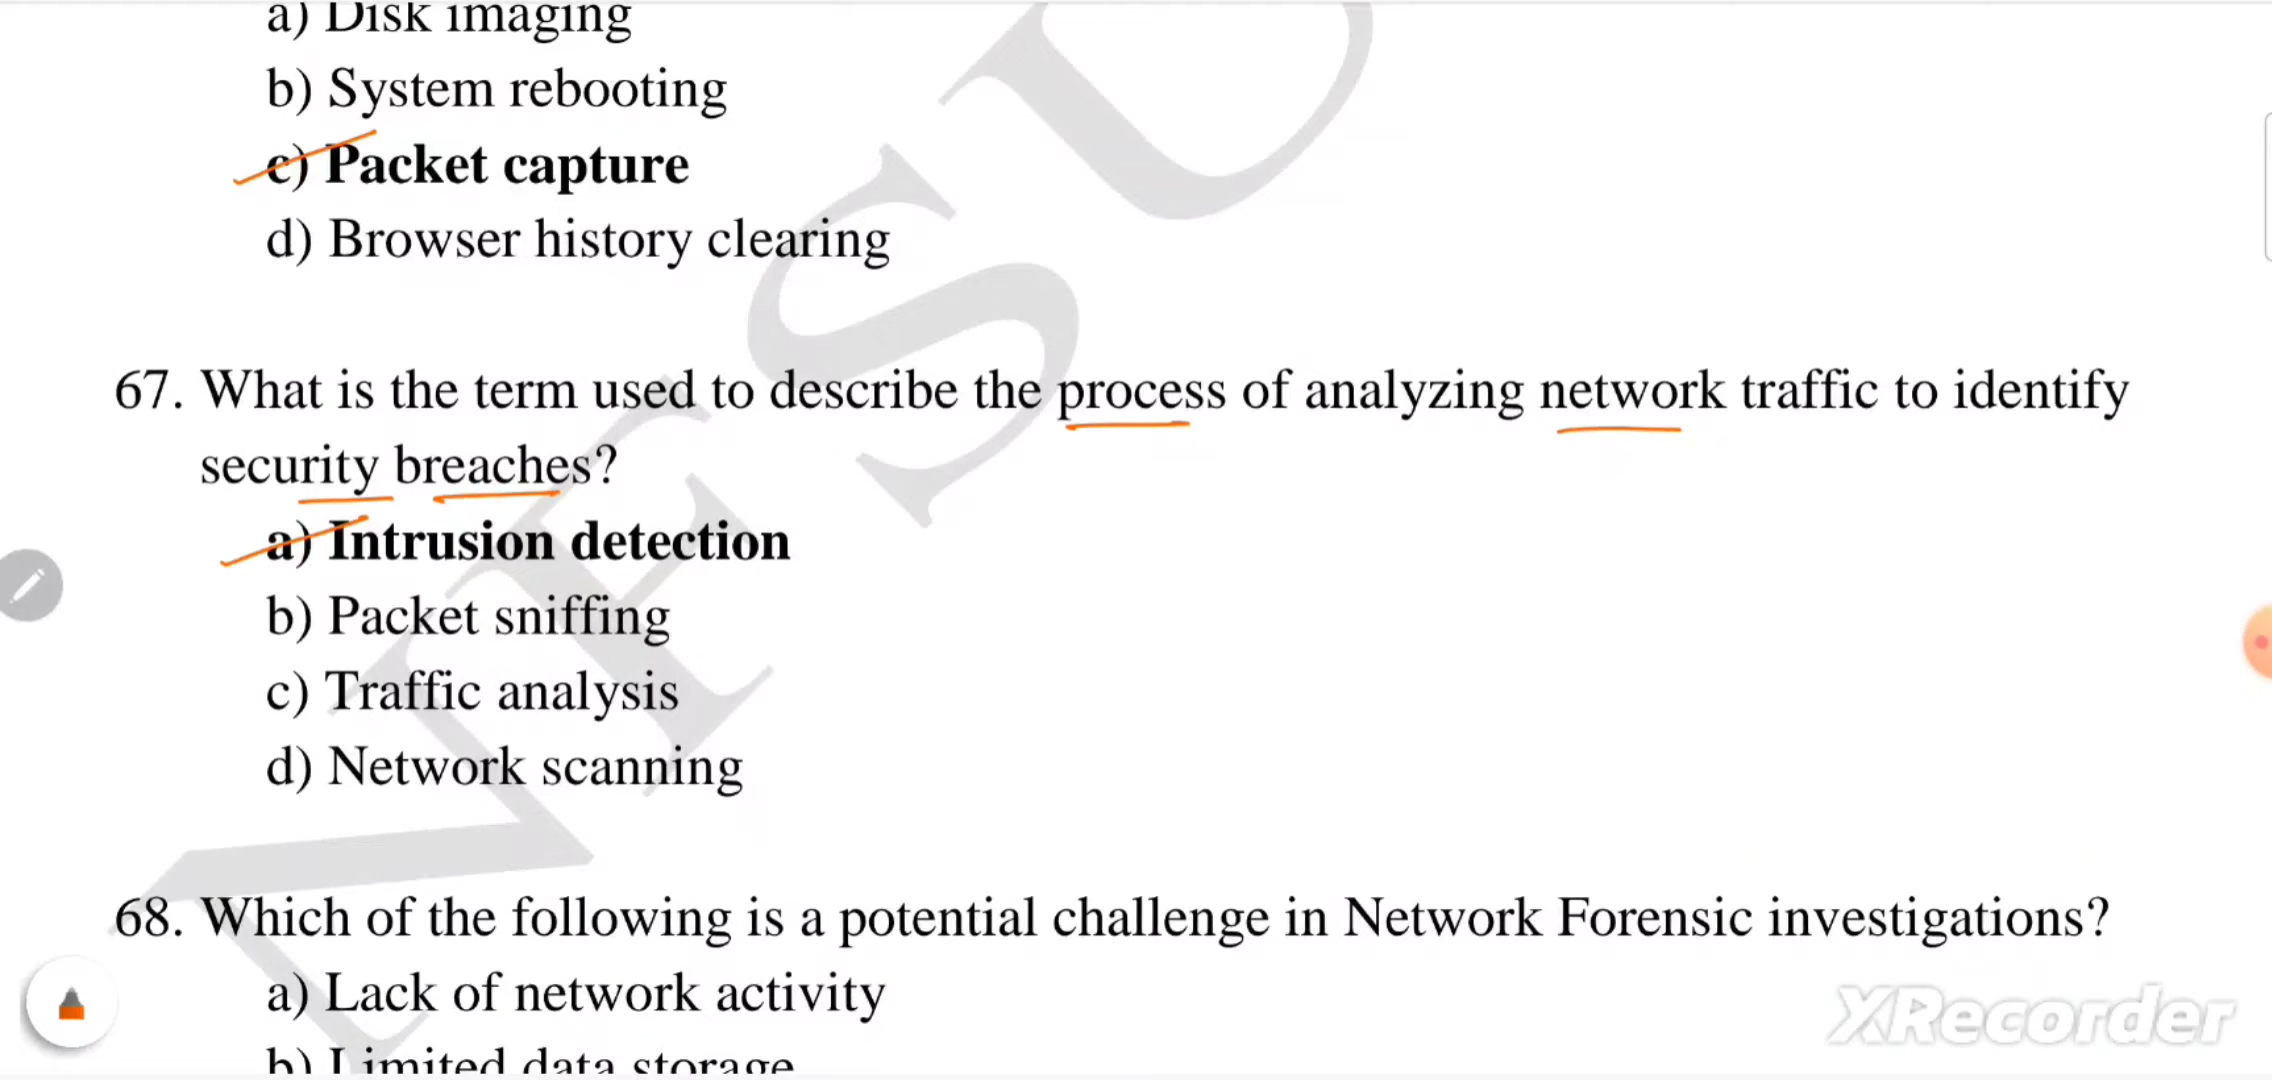 a) Disk imaging
b) System rebooting
c) Packet capture
d) Browser history clearing
67. What is the term used to describe the process of analyzing network traffic to identify
security breaches?
a) Intrusion detection
b) Packet sniffing
c) Traffic analysis
d) Network scanning
68. Which of the following is a potential challenge in Network Forensic investigations?
a) Lack of network activity
b) Limited data storage
XRecorder
NFSU